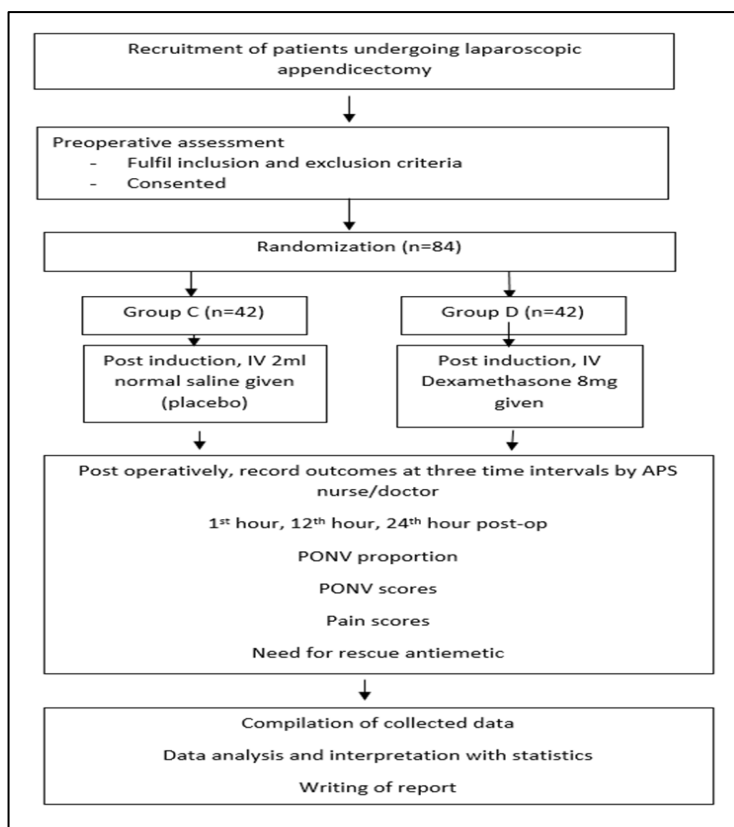 Recruitment of patients undergoing laparoscopic
appendicectomy
Preoperative assessment
- Fulfil inclusion and exclusion criteria
- Consented
Randomization (n=84)
Group C (n=42)
Group D (n=42)
Post induction, IV 2ml
normal saline given
(placebo)
Post induction, IV
Dexamethasone 8mg
given
Post operatively, record outcomes at three time intervals by APS
nurse/doctor
1st hour, 12th hour, 24th hour post-op
PONV proportion
PONV scores
Pain scores
Need for rescue antiemetic
Compilation of collected data
Data analysis and interpretation with statistics
Writing of report